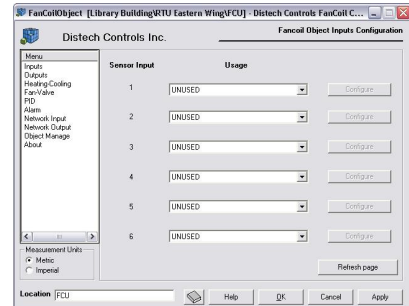 FanCoilObject [Library Building\RTU Eastern Wing\FCU] - Distech Controls FanCoil C...
Distech Controls Inc.
Fancoil Object Inputs Configuration
Menu
Inputs
Outputs
Heating-Cooling
Fan-Valve
PID
Alarm
Network Input
Network Output
Object Manage
About
Sensor Input Usage
1 UNUSED Configure
2 UNUSED Configure
3 UNUSED Configure
4 UNUSED Configure
5 UNUSED Configure
6 UNUSED Configure
Measurement Units
Metric
Imperial
Refresh page
Location FCU Help OK Cancel Apply